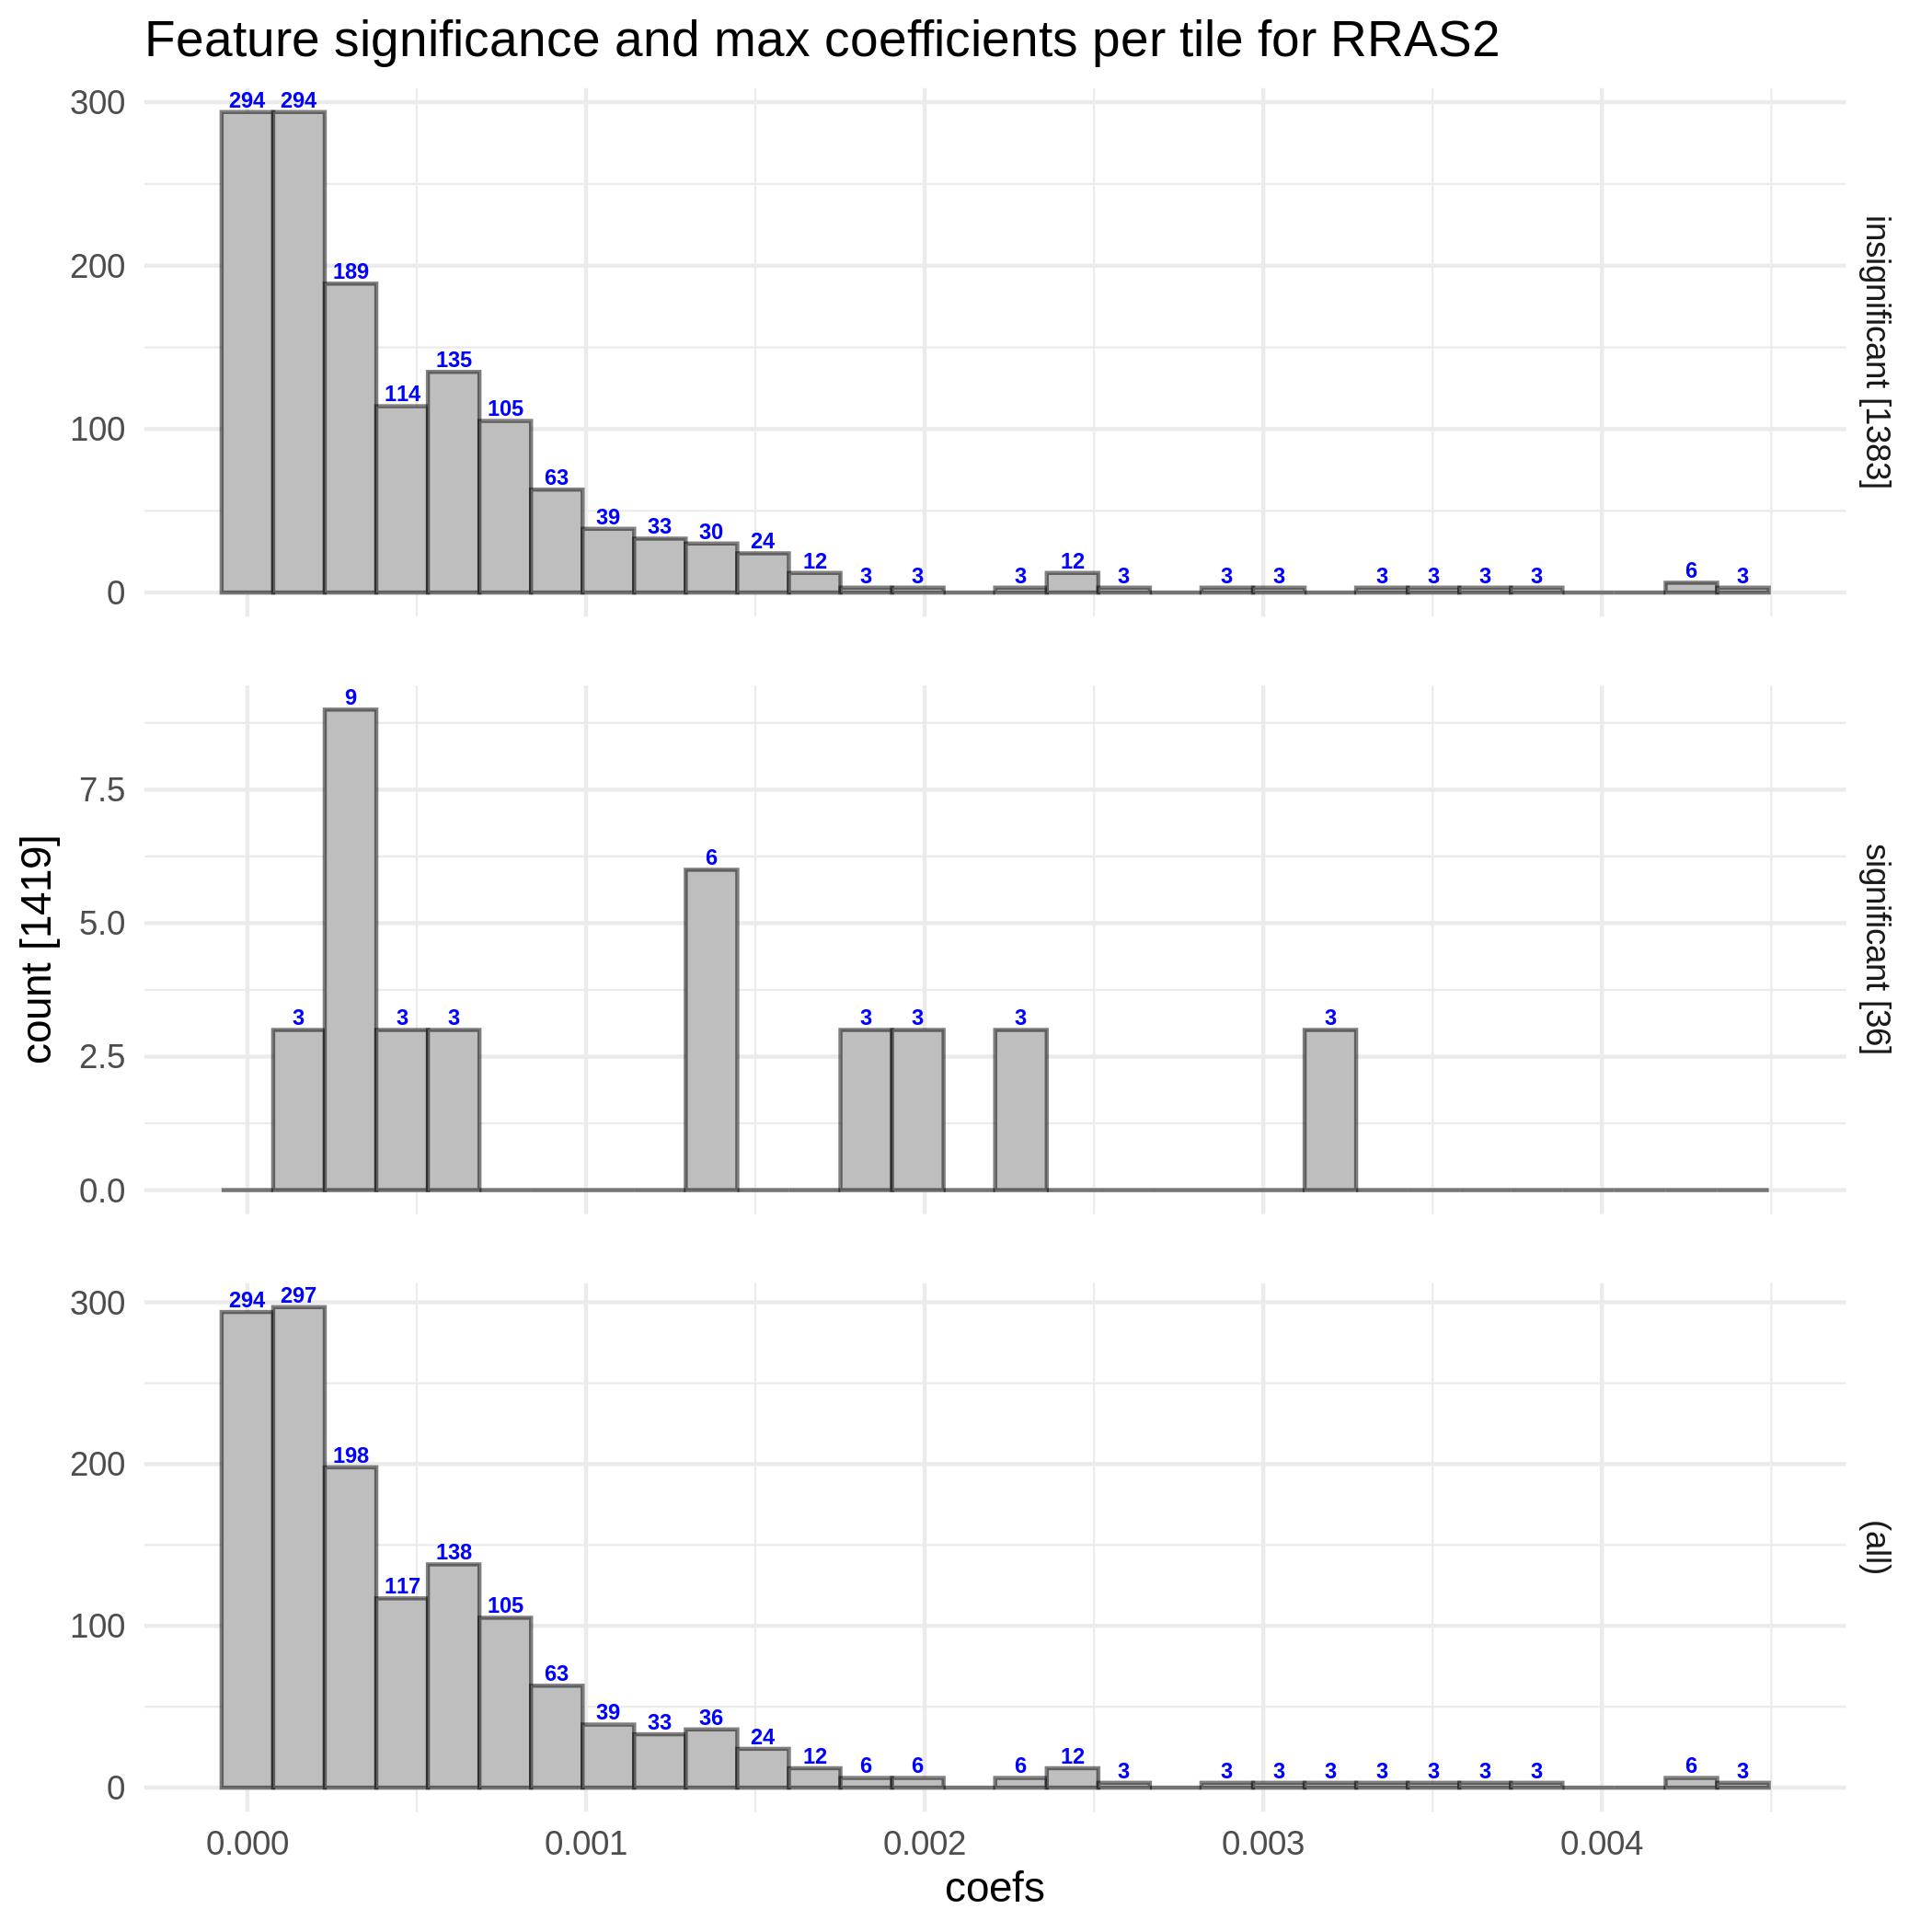 Feature significance and max coefficients per tile for RRAS2
300
200
100
0
294 294 189 114 135 105 63 39 33 30 24 12 3 3 3 12 3 3 3 3 3 3 3 6 3
insignificant [1383]
count [1419]
7.5
5.0
2.5
0.0
3 9 3 3 6 3 3 3 3
significant [36]
300
200
100
0
294 297 198 117 138 105 63 39 33 36 24 12 6 6 6 12 3 3 3 3 3 3 3 3 6 3
(all)
0.000 0.001 0.002 0.003 0.004
coefs